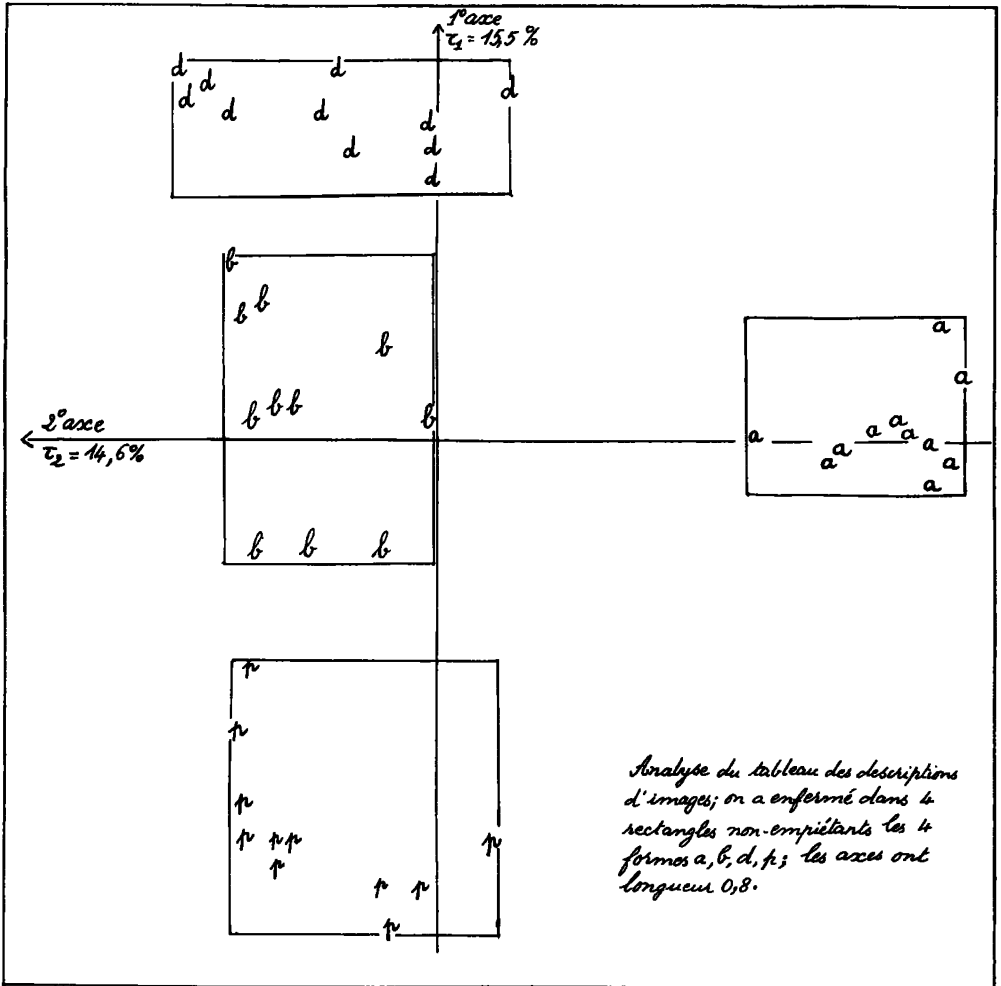 1° axe
τ₁ = 15,5 %
d d
d d
d
d d
d
d d
d
b
b
b
b
b b
b b
b b b
a
a
a
a a
a a
a a
a
a
2° axe
τ₂ = 14,6%
p
p
p
p p p p
p
p p
p
Analyse du tableau des descriptions
d'images; on a enfermé dans 4
rectangles non-empiétants les 4
formes a, b, d, p; les axes ont
longueur 0,8.